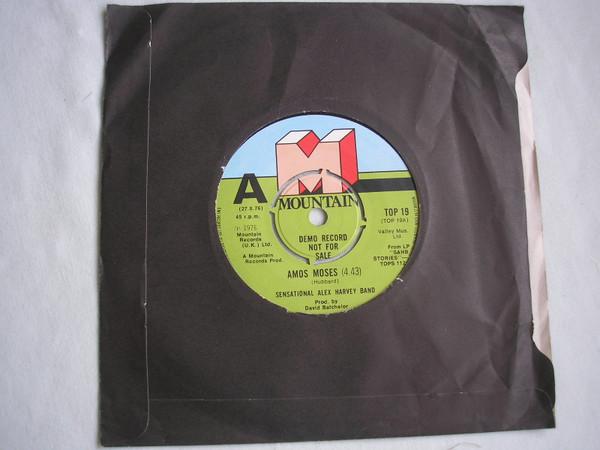 A
MOUNTAIN
(27.8.76)
45 r.p.m.
℗ 1976
Mountain
Records
(U.K.) Ltd.
A Mountain
Records Prod.
TOP 19
(TOP 19A)
Valley Mus.
Ltd.
From LP
"SAHB
STORIES"—
TOPS 112
DEMO RECORD
NOT FOR
SALE
AMOS MOSES (4.43)
(Hubbard)
SENSATIONAL ALEX HARVEY BAND
Prod. by
David Batchelor